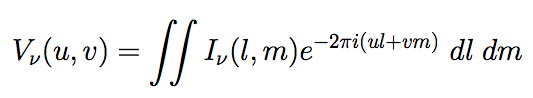 V_ν(u, v) = ∬ I_ν(l, m)e^{−2πi(ul+vm)} dl dm